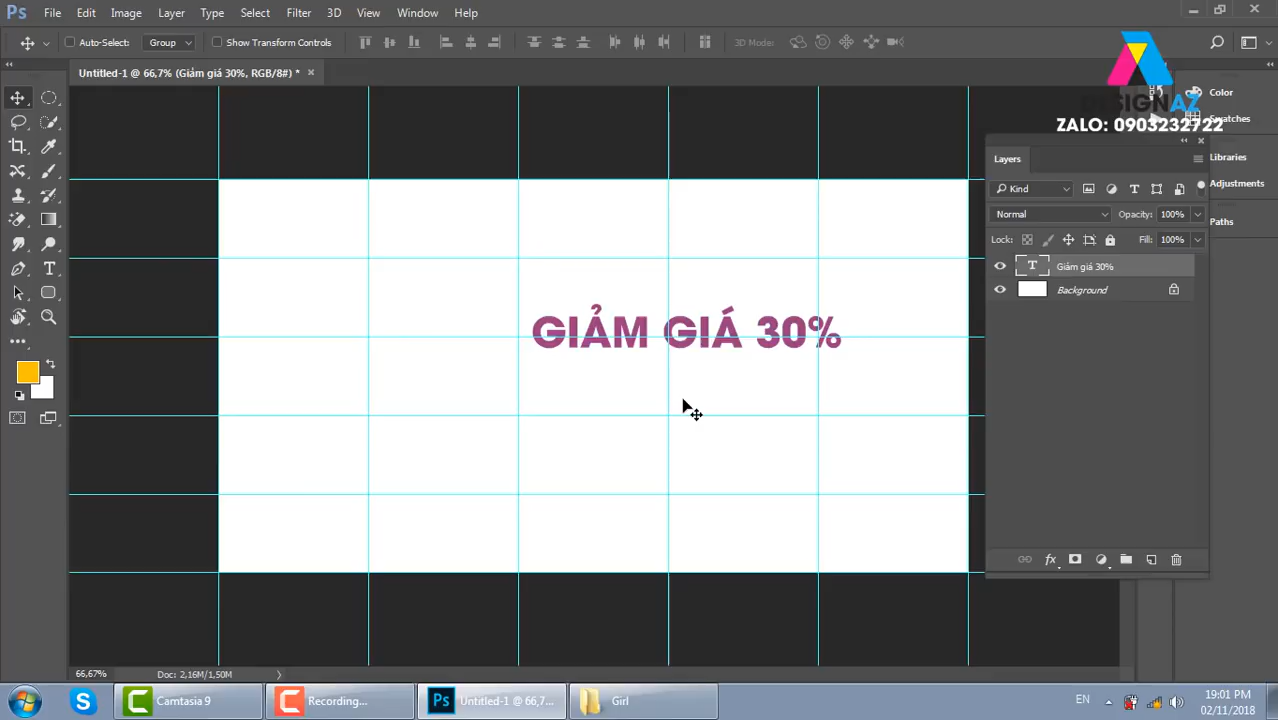 Ps File Edit Image Layer Type Select Filter 3D View Window Help
Auto-Select: Group Show Transform Controls 3D Mode:
Untitled-1 @ 66,7% (Giảm giá 30%, RGB/8#) * ×
DESIGNAZ
ZALO: 0903232722
Color
Swatches
Libraries
Adjustments
Paths
Layers
Kind
Normal Opacity: 100%
Lock: Fill: 100%
T Giảm giá 30%
Background
GIẢM GIÁ 30%
66,67% Doc: 2,16M/1,50M
Camtasia 9 Recording... Ps Untitled-1 @ 66,7... Girl EN 19:01 PM
02/11/2018